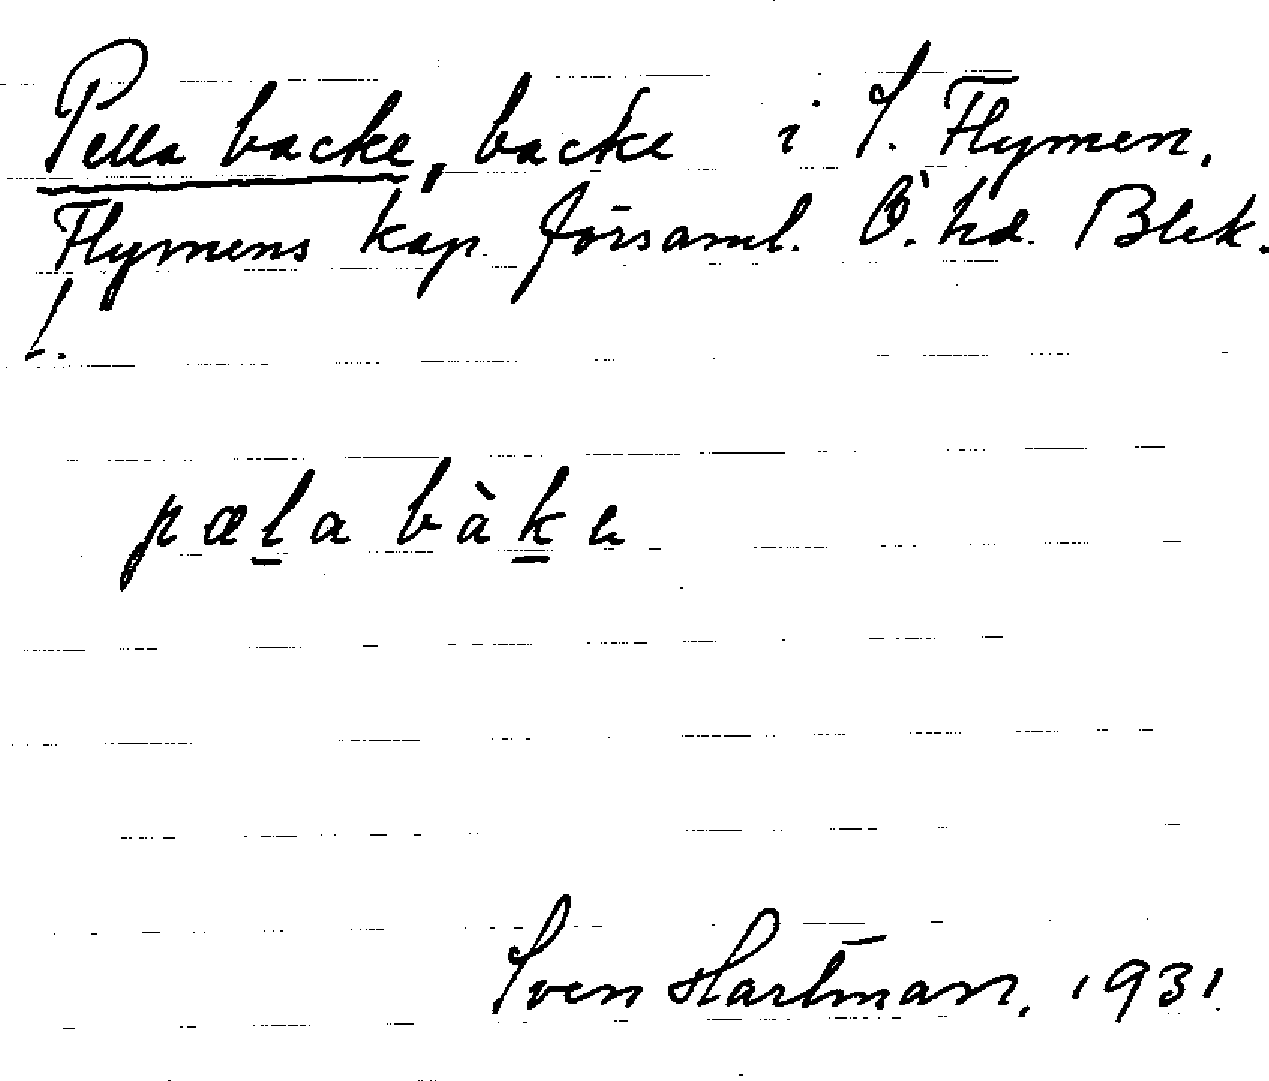 Pella backe, backe i S. Flymen,
Flymens kap. församl. Ö. hd. Blek.
l.
pæla bàke
Sven Hartman, 1931.